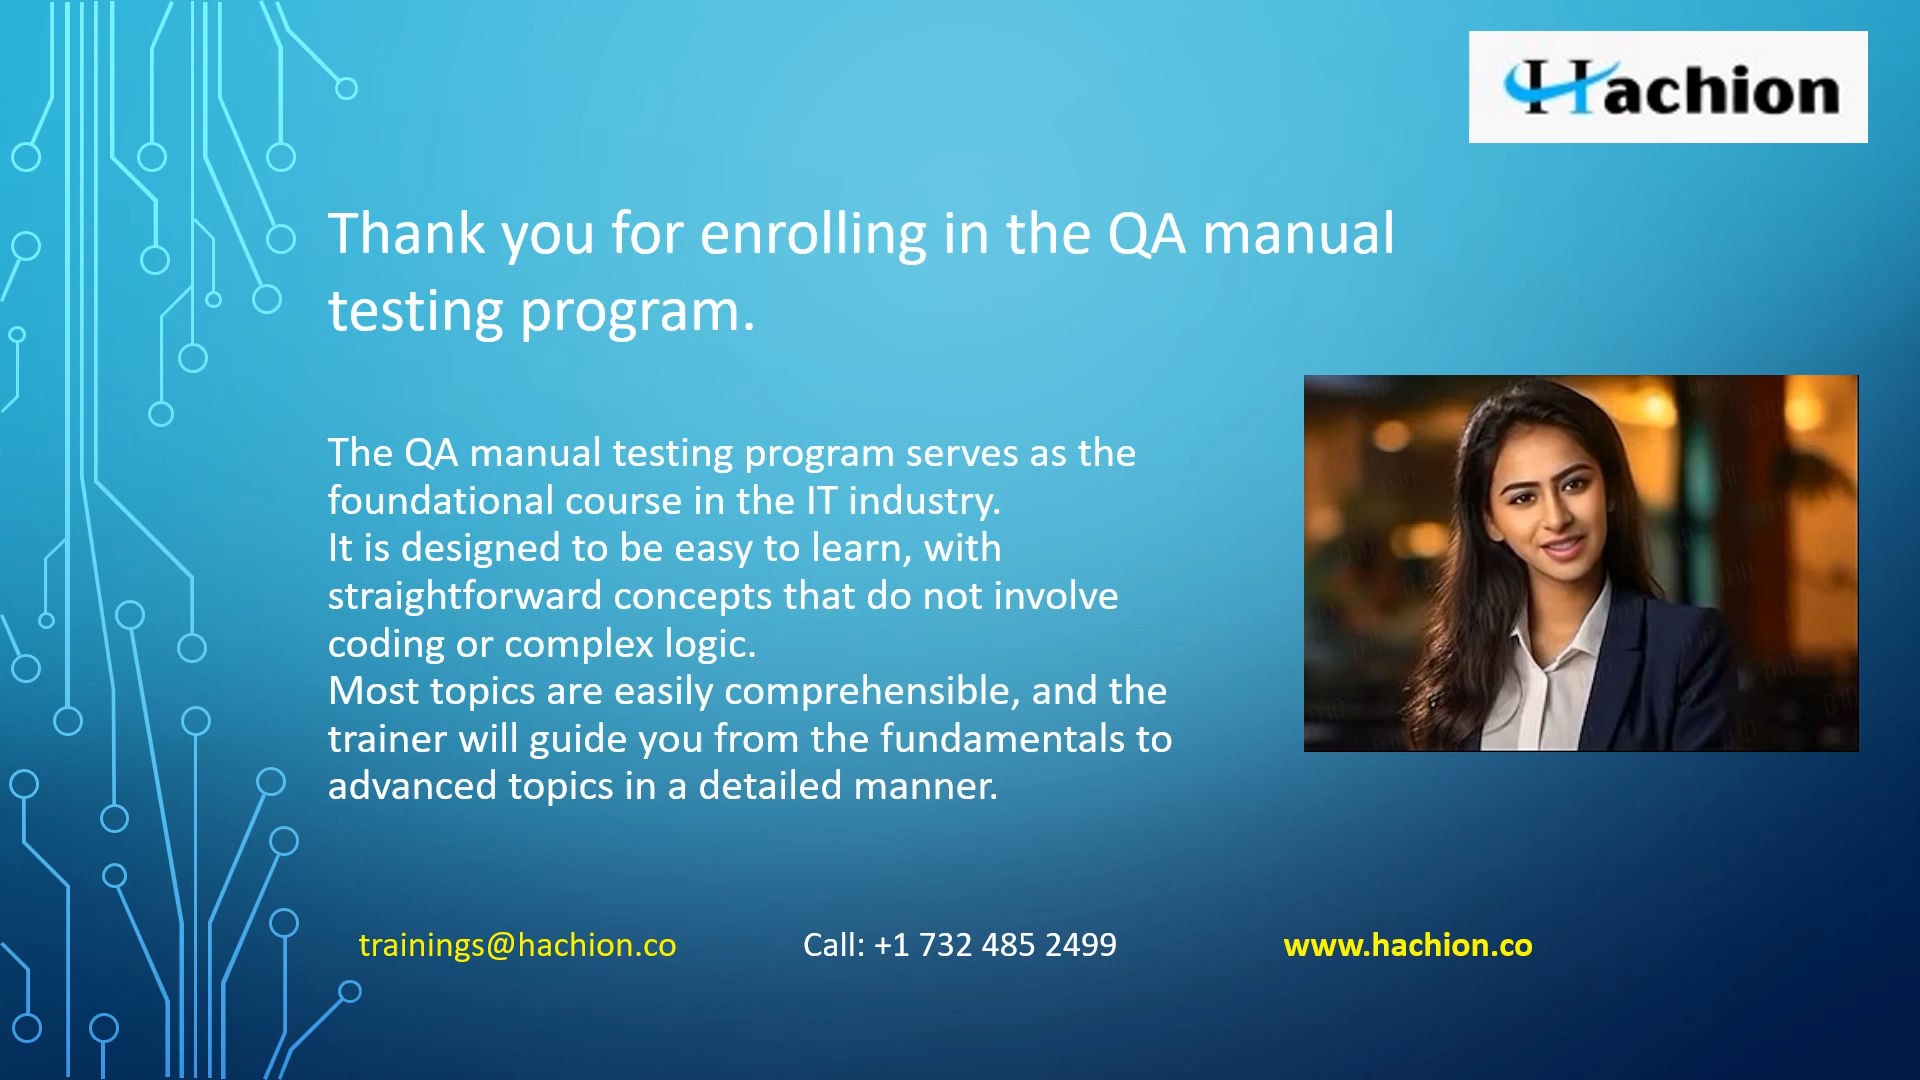 Hachion
Thank you for enrolling in the QA manual
testing program.
The QA manual testing program serves as the
foundational course in the IT industry.
It is designed to be easy to learn, with
straightforward concepts that do not involve
coding or complex logic.
Most topics are easily comprehensible, and the
trainer will guide you from the fundamentals to
advanced topics in a detailed manner.
trainings@hachion.co
Call: +1 732 485 2499
www.hachion.co